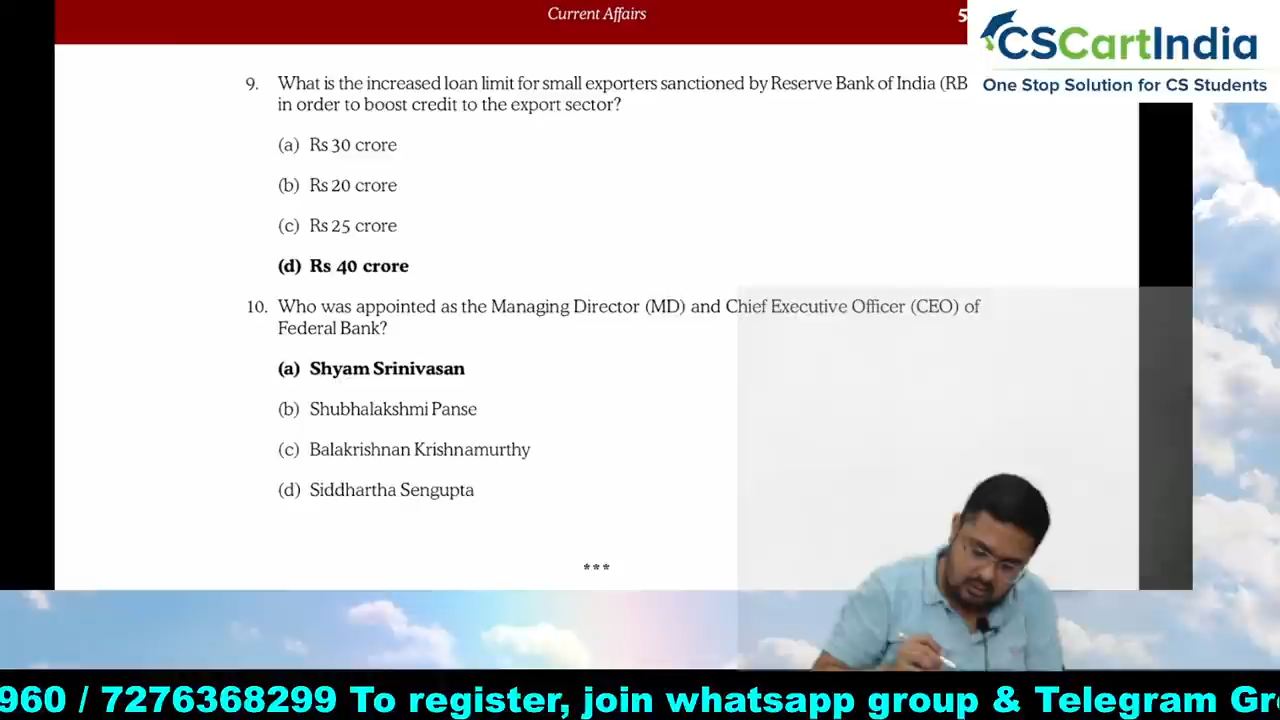 Current Affairs
5
CSCartIndia
One Stop Solution for CS Students
9. What is the increased loan limit for small exporters sanctioned by Reserve Bank of India (RB
in order to boost credit to the export sector?
(a) Rs 30 crore
(b) Rs 20 crore
(c) Rs 25 crore
(d) Rs 40 crore
10. Who was appointed as the Managing Director (MD) and Chief Executive Officer (CEO) of
Federal Bank?
(a) Shyam Srinivasan
(b) Shubhalakshmi Panse
(c) Balakrishnan Krishnamurthy
(d) Siddhartha Sengupta
***
960 / 7276368299 To register, join whatsapp group & Telegram Gr